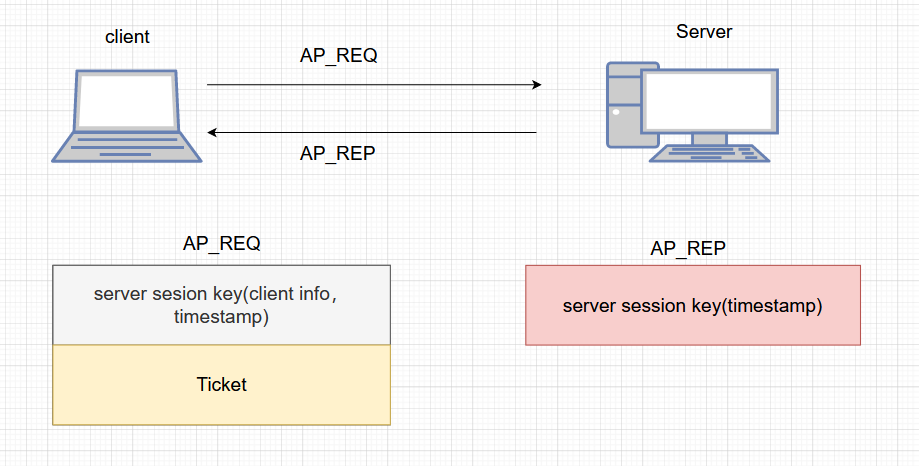 client
Server
AP_REQ
AP_REP
AP_REQ
AP_REP
server sesion key(client info,
timestamp)
server session key(timestamp)
Ticket